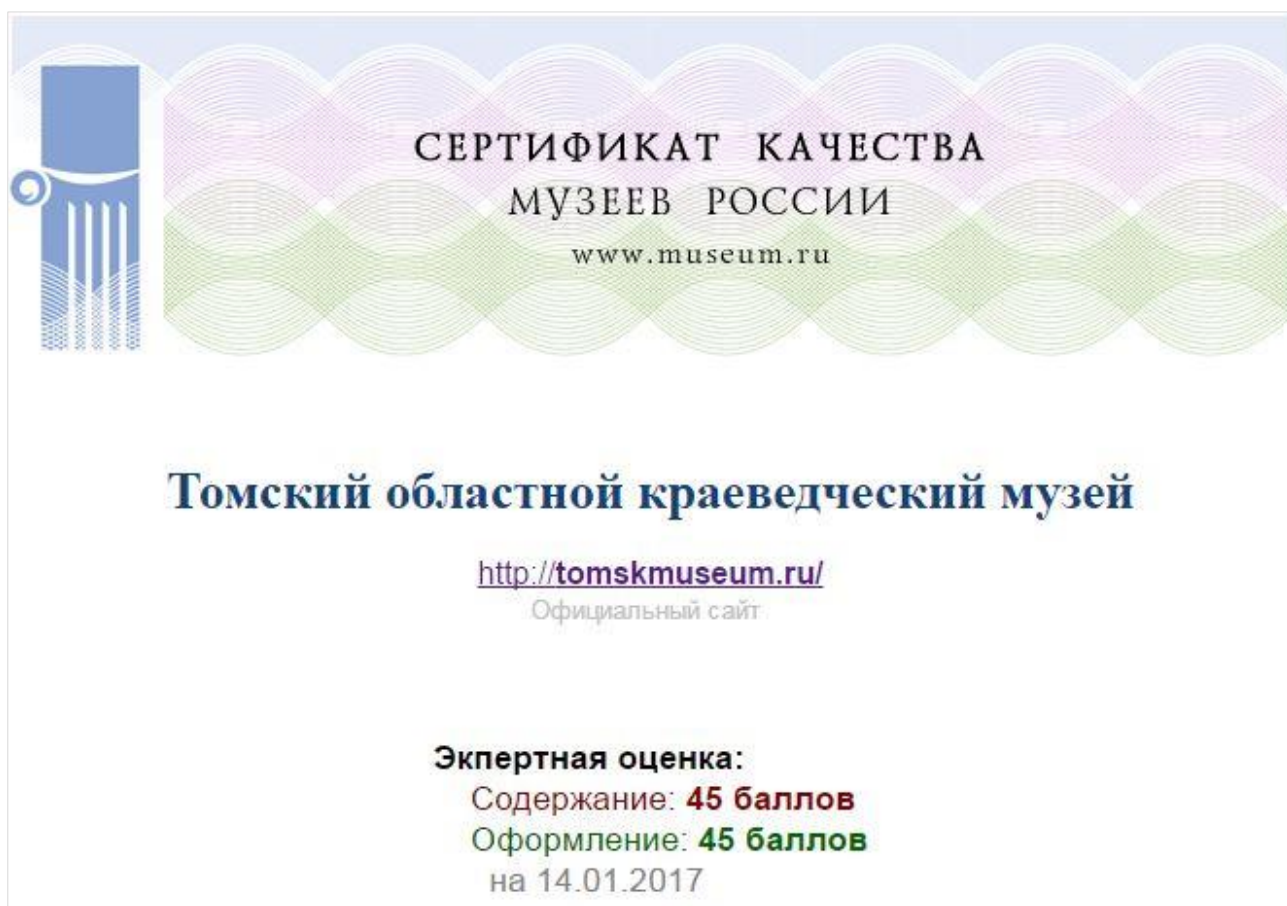 СЕРТИФИКАТ КАЧЕСТВА
МУЗЕЕВ РОССИИ
www.museum.ru
Томский областной краеведческий музей
http://tomskmuseum.ru/
Официальный сайт
Экпертная оценка:
Содержание: 45 баллов
Оформление: 45 баллов
на 14.01.2017